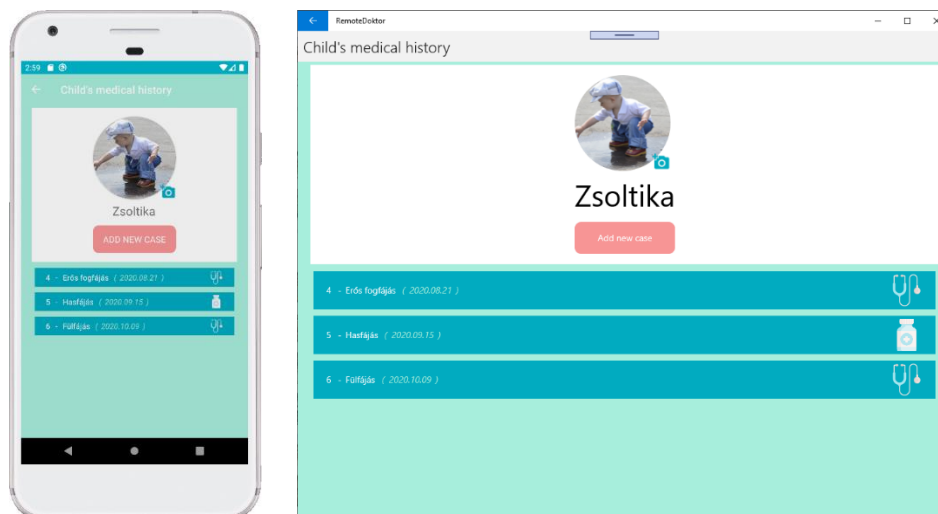 2:59
Child's medical history
Zsoltika
ADD NEW CASE
4 - Erős fogfájás ( 2020.08.21 )
5 - Hasfájás ( 2020.09.15 )
6 - Fülfájás ( 2020.10.09 )
RemoteDoktor
Child's medical history
Zsoltika
Add new case
4 - Erős fogfájás ( 2020.08.21 )
5 - Hasfájás ( 2020.09.15 )
6 - Fülfájás ( 2020.10.09 )